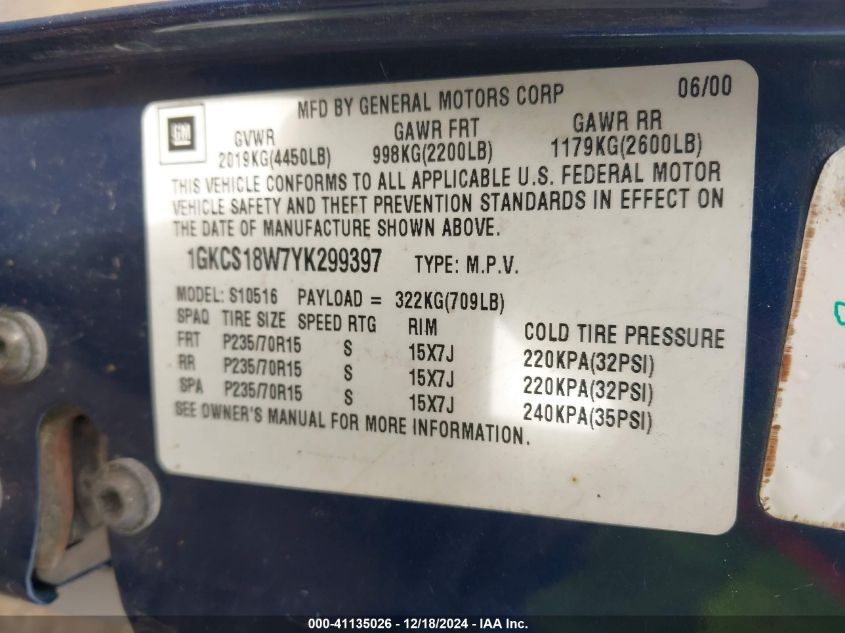 MFD BY GENERAL MOTORS CORP 06/00
GM
GVWR GAWR FRT GAWR RR
2019KG(4450LB) 998KG(2200LB) 1179KG(2600LB)
THIS VEHICLE CONFORMS TO ALL APPLICABLE U.S. FEDERAL MOTOR
VEHICLE SAFETY AND THEFT PREVENTION STANDARDS IN EFFECT ON
THE DATE OF MANUFACTURE SHOWN ABOVE.
1GKCS18W7YK299397 TYPE: M.P.V.
MODEL: S10516 PAYLOAD = 322KG(709LB)
SPAQ TIRE SIZE SPEED RTG RIM COLD TIRE PRESSURE
FRT P235/70R15 S 15X7J 220KPA(32PSI)
RR P235/70R15 S 15X7J 220KPA(32PSI)
SPA P235/70R15 S 15X7J 240KPA(35PSI)
SEE OWNER'S MANUAL FOR MORE INFORMATION.
000-41135026 - 12/18/2024 - IAA Inc.